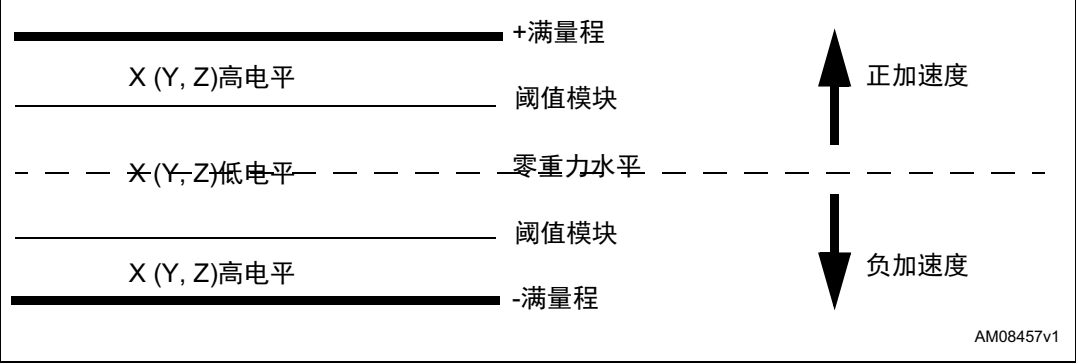 +满量程
X (Y, Z)高电平
正加速度
阈值模块
X (Y, Z)低电平
零重力水平
阈值模块
X (Y, Z)高电平
负加速度
-满量程
AM08457v1